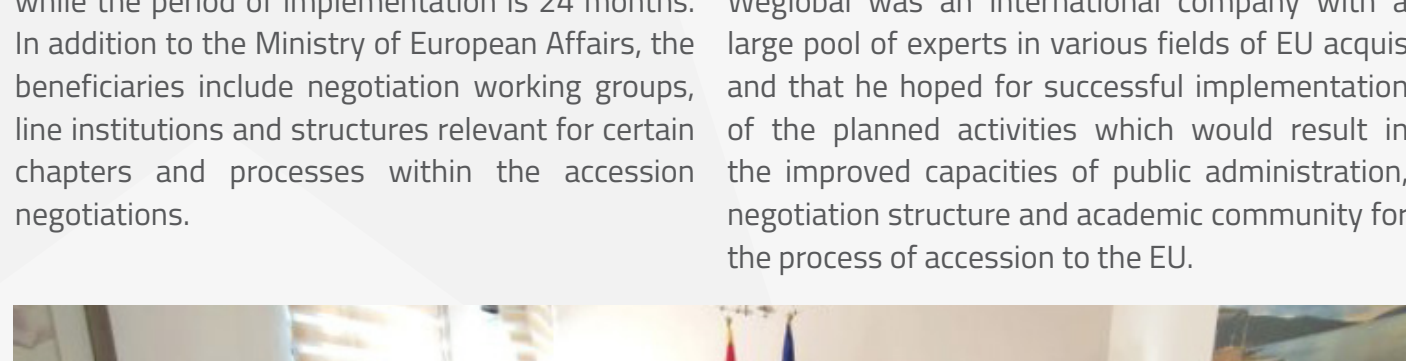 while the period of implementation is 24 months.
In addition to the Ministry of European Affairs, the
beneficiaries include negotiation working groups,
line institutions and structures relevant for certain
chapters and processes within the accession
negotiations.
Weglobal was an international company with a
large pool of experts in various fields of EU acquis
and that he hoped for successful implementation
of the planned activities which would result in
the improved capacities of public administration,
negotiation structure and academic community for
the process of accession to the EU.